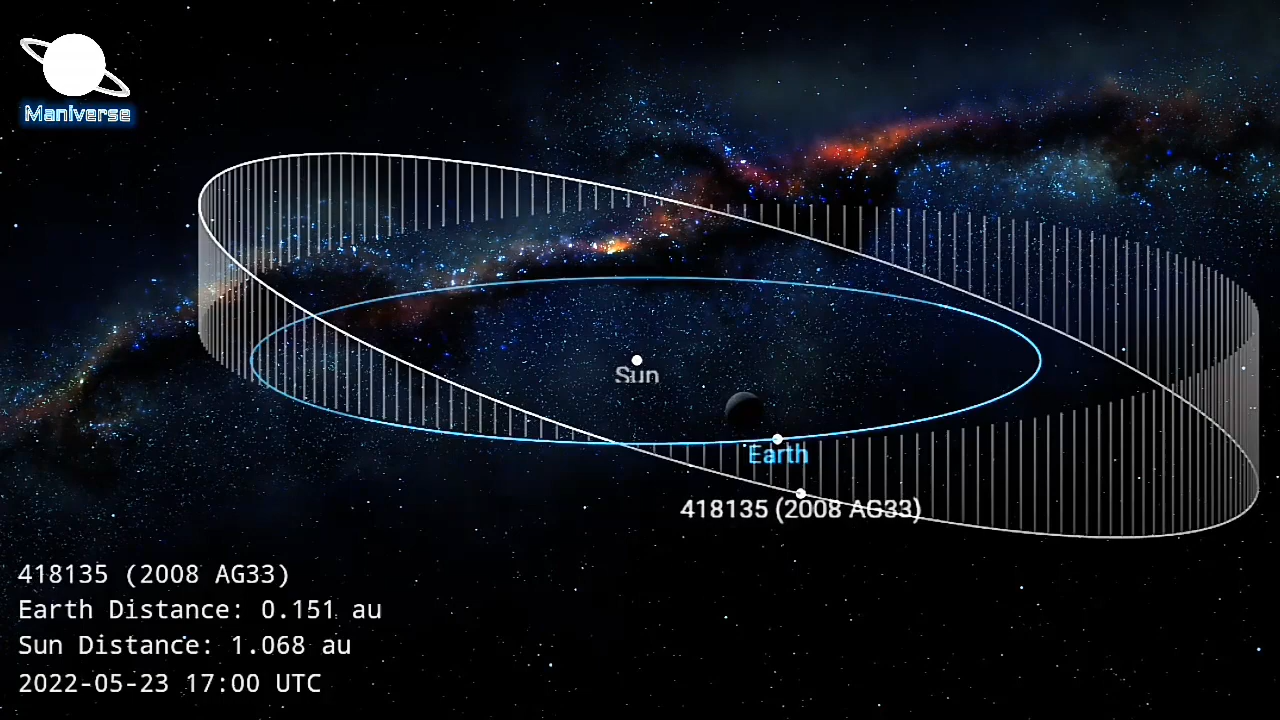 Maniverse
Sun
Earth
418135 (2008 AG33)
418135 (2008 AG33)
Earth Distance: 0.151 au
Sun Distance: 1.068 au
2022-05-23 17:00 UTC